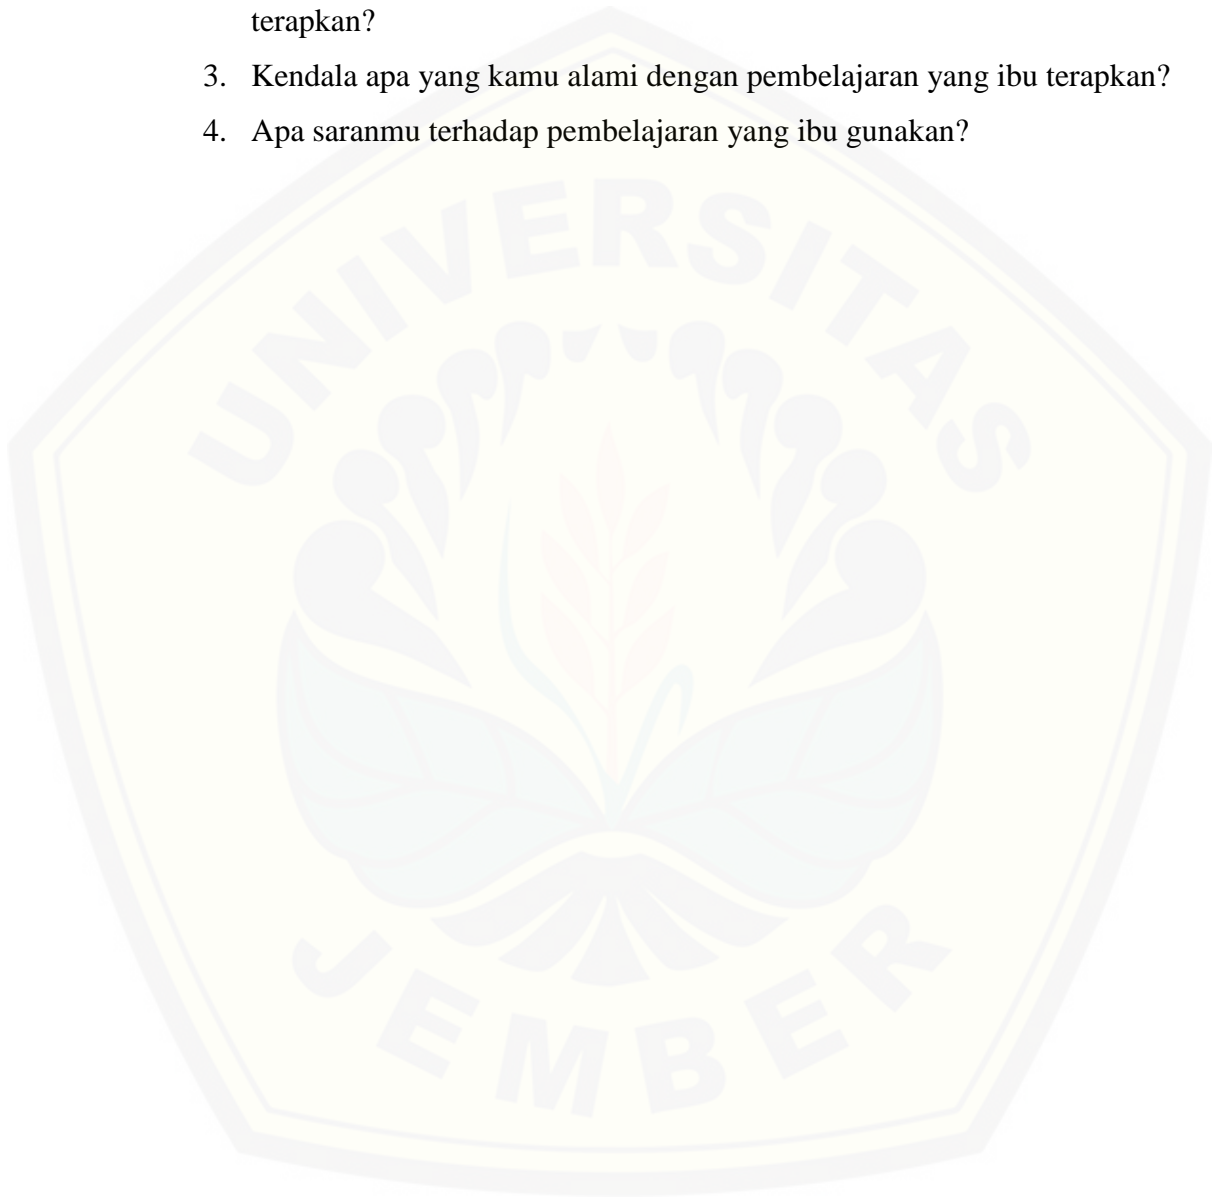 terapkan?
3. Kendala apa yang kamu alami dengan pembelajaran yang ibu terapkan?
4. Apa saranmu terhadap pembelajaran yang ibu gunakan?
UNIVERSITAS
JEMBER